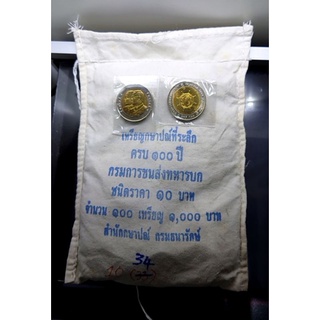 เหรียญกษาปณ์ที่ระลึก
ครบ ๑๐๐ ปี
กรมการขนส่งทหารบก
ชนิดราคา ๑๐ บาท
จำนวน ๑๐๐ เหรียญ ๑,๐๐๐ บาท
สำนักกษาปณ์ กรมธนารักษ์
34